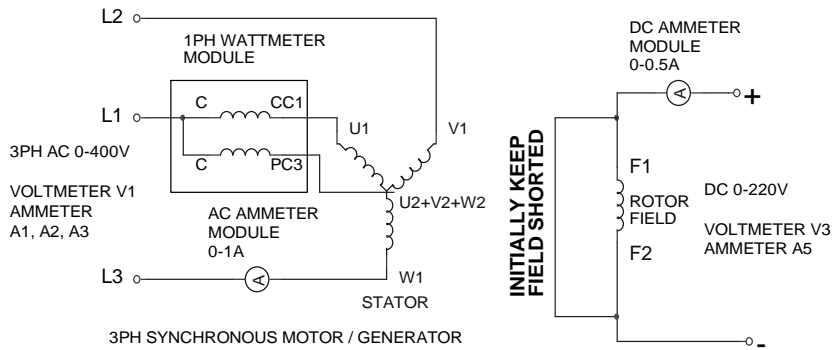 L2
1PH WATTMETER
MODULE
C
CC1
L1
U1
V1
3PH AC 0-400V
C
PC3
VOLTMETER V1
AMMETER
A1, A2, A3
U2+V2+W2
AC AMMETER
MODULE
0-1A
L3
A
W1
STATOR
3PH SYNCHRONOUS MOTOR / GENERATOR
DC AMMETER
MODULE
0-0.5A
A
+
INITIALLY KEEP
FIELD SHORTED
F1
ROTOR
FIELD
F2
DC 0-220V
VOLTMETER V3
AMMETER A5
-